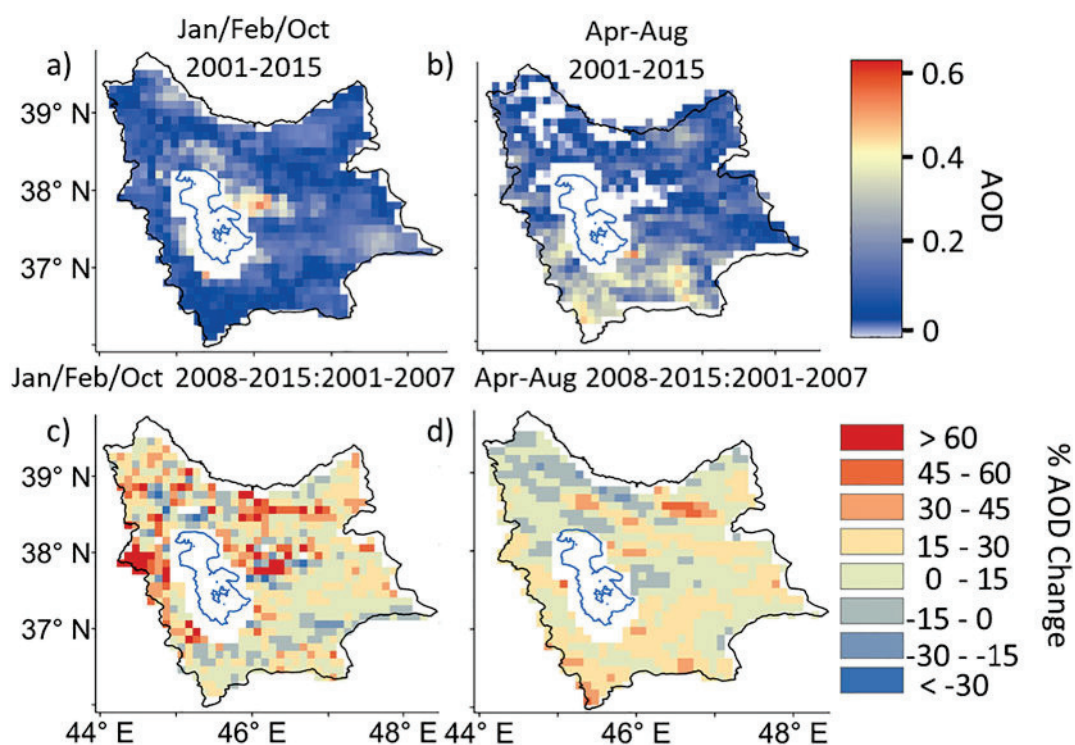 Jan/Feb/Oct
2001-2015
a)
Apr-Aug
2001-2015
b)
39° N
38° N
37° N
0.6
0.4
0.2
0
AOD
Jan/Feb/Oct 2008-2015:2001-2007
Apr-Aug 2008-2015:2001-2007
c)
d)
39° N
38° N
37° N
44° E
46° E
48° E
44° E
46° E
48° E
> 60
45 - 60
30 - 45
15 - 30
0 - 15
-15 - 0
-30 - -15
< -30
% AOD Change